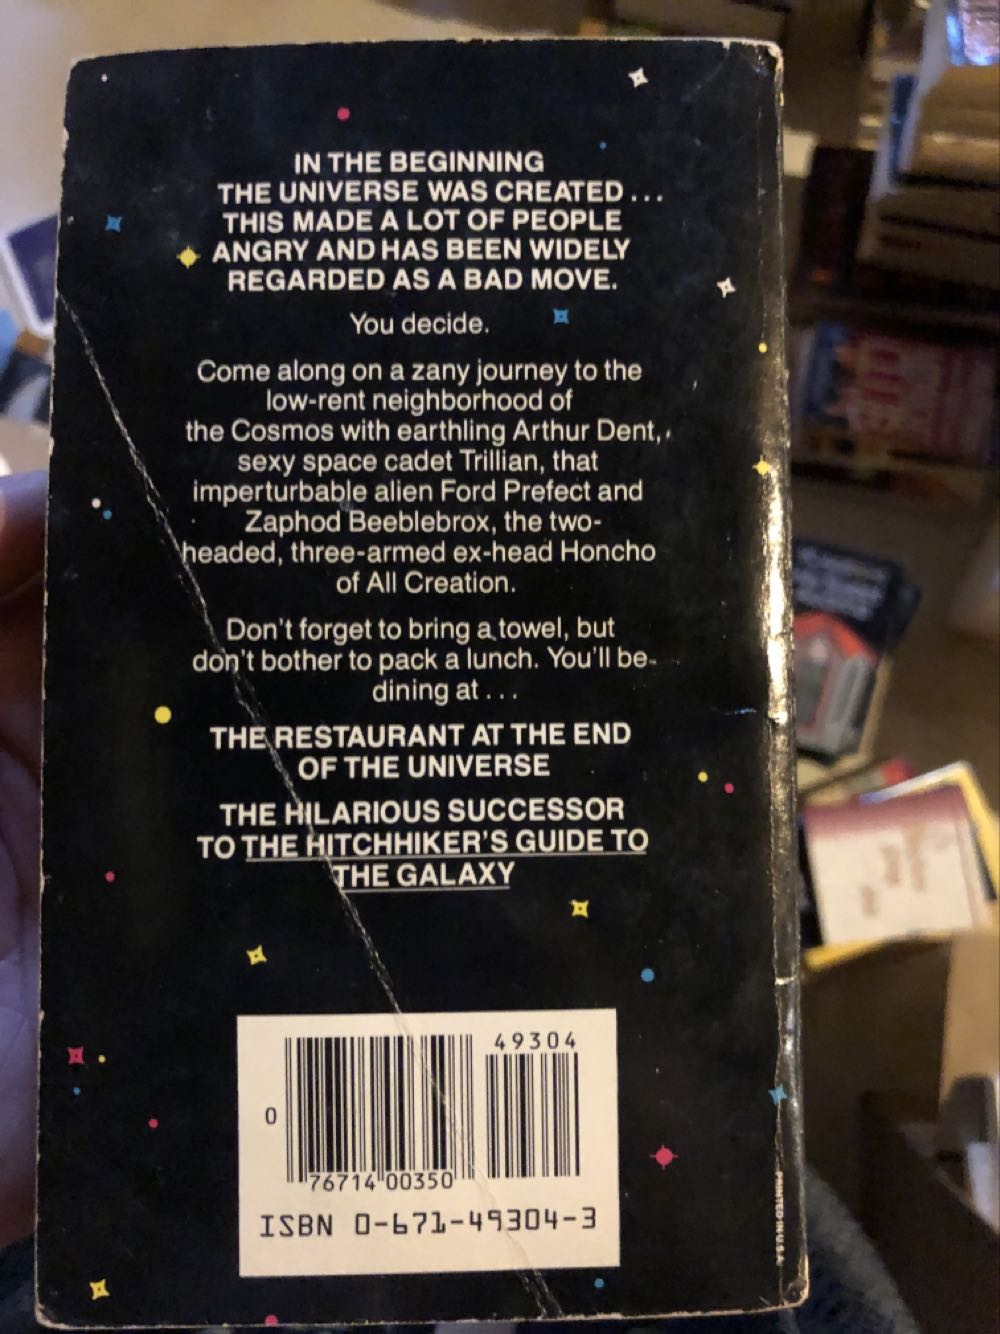 IN THE BEGINNING
THE UNIVERSE WAS CREATED ...
THIS MADE A LOT OF PEOPLE
ANGRY AND HAS BEEN WIDELY
REGARDED AS A BAD MOVE.
You decide.
Come along on a zany journey to the
low-rent neighborhood of
the Cosmos with earthling Arthur Dent,
sexy space cadet Trillian, that
imperturbable alien Ford Prefect and
Zaphod Beeblebrox, the two-
headed, three-armed ex-head Honcho
of All Creation.
Don't forget to bring a towel, but
don't bother to pack a lunch. You'll be
dining at ...
THE RESTAURANT AT THE END
OF THE UNIVERSE
THE HILARIOUS SUCCESSOR
TO THE HITCHHIKER'S GUIDE TO
THE GALAXY
49304
0
76714 00350
ISBN 0-671-49304-3
PRINTED IN U.S.A.